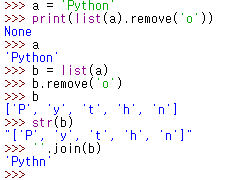 >>> a = 'Python'
>>> print(list(a).remove('o'))
None
>>> a
'Python'
>>> b = list(a)
>>> b.remove('o')
>>> b
['P', 'y', 't', 'h', 'n']
>>> str(b)
"['P', 'y', 't', 'h', 'n']"
>>> ''.join(b)
'Pythn'
>>>